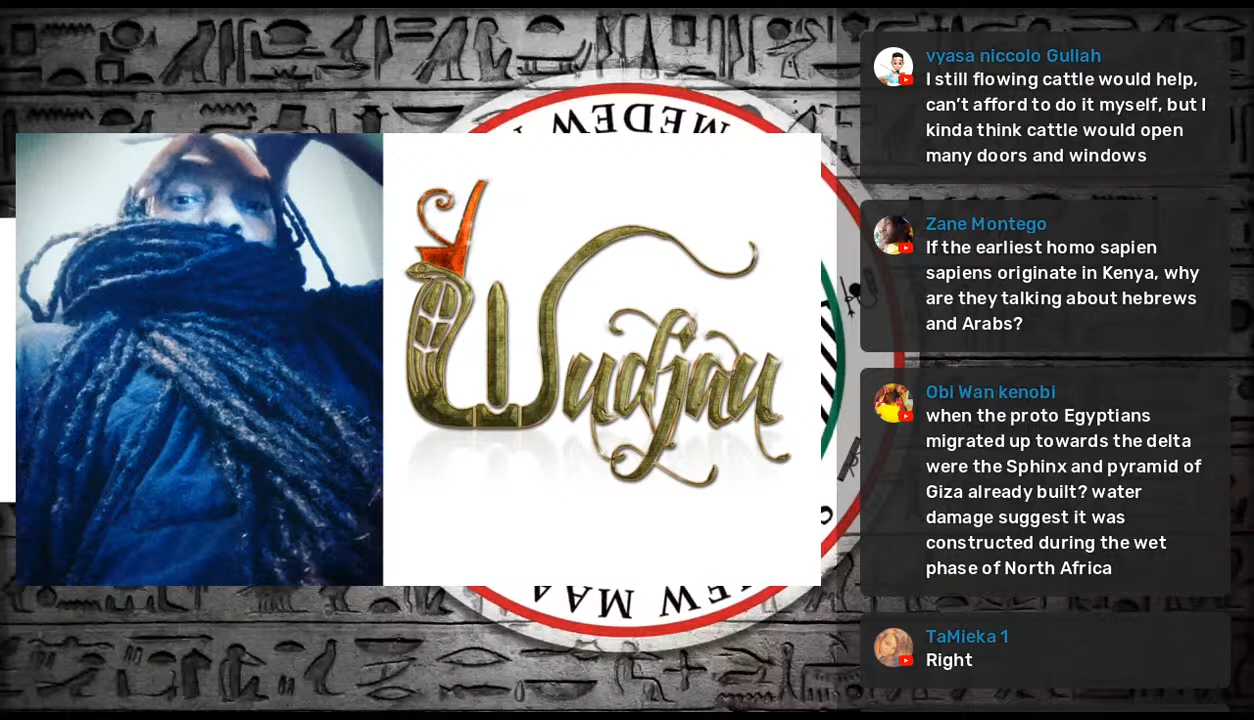 MEDEW
Wudjau
MAA
EW
vyasa niccolo Gullah
I still flowing cattle would help,
can't afford to do it myself, but I
kinda think cattle would open
many doors and windows
Zane Montego
If the earliest homo sapien
sapiens originate in Kenya, why
are they talking about hebrews
and Arabs?
Obi Wan kenobi
when the proto Egyptians
migrated up towards the delta
were the Sphinx and pyramid of
Giza already built? water
damage suggest it was
constructed during the wet
phase of North Africa
TaMieka 1
Right